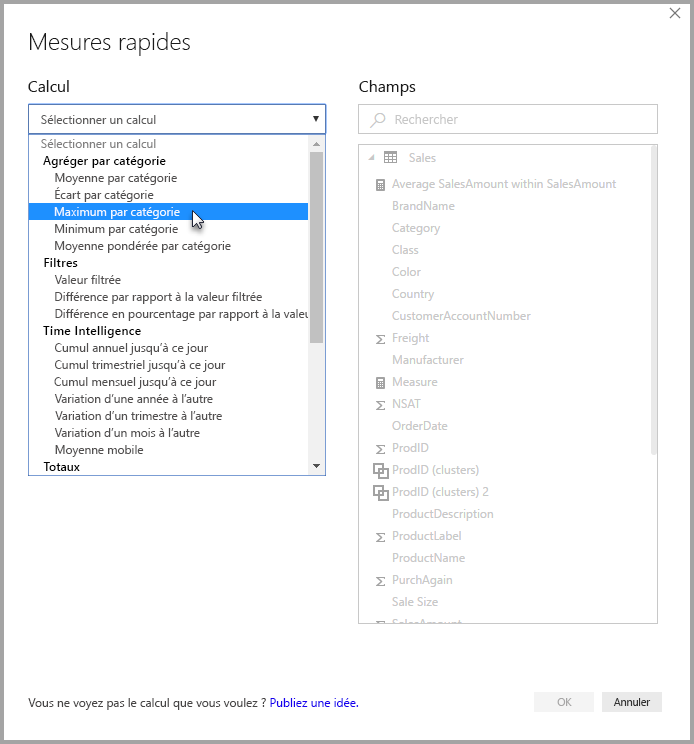 Mesures rapides
Calcul
Sélectionner un calcul
Sélectionner un calcul
Agréger par catégorie
Moyenne par catégorie
Écart par catégorie
Maximum par catégorie
Minimum par catégorie
Moyenne pondérée par catégorie
Filtres
Valeur filtrée
Différence par rapport à la valeur filtrée
Différence en pourcentage par rapport à la valeu
Time Intelligence
Cumul annuel jusqu’à ce jour
Cumul trimestriel jusqu’à ce jour
Cumul mensuel jusqu’à ce jour
Variation d’une année à l’autre
Variation d’un trimestre à l’autre
Variation d’un mois à l’autre
Moyenne mobile
Totaux
Champs
Rechercher
Sales
Average SalesAmount within SalesAmount
BrandName
Category
Class
Color
Country
CustomerAccountNumber
Freight
Manufacturer
Measure
NSAT
OrderDate
ProdID
ProdID (clusters)
ProdID (clusters) 2
ProductDescription
ProductLabel
ProductName
PurchAgain
Sale Size
SalesAmount
Vous ne voyez pas le calcul que vous voulez ? Publiez une idée.
OK
Annuler